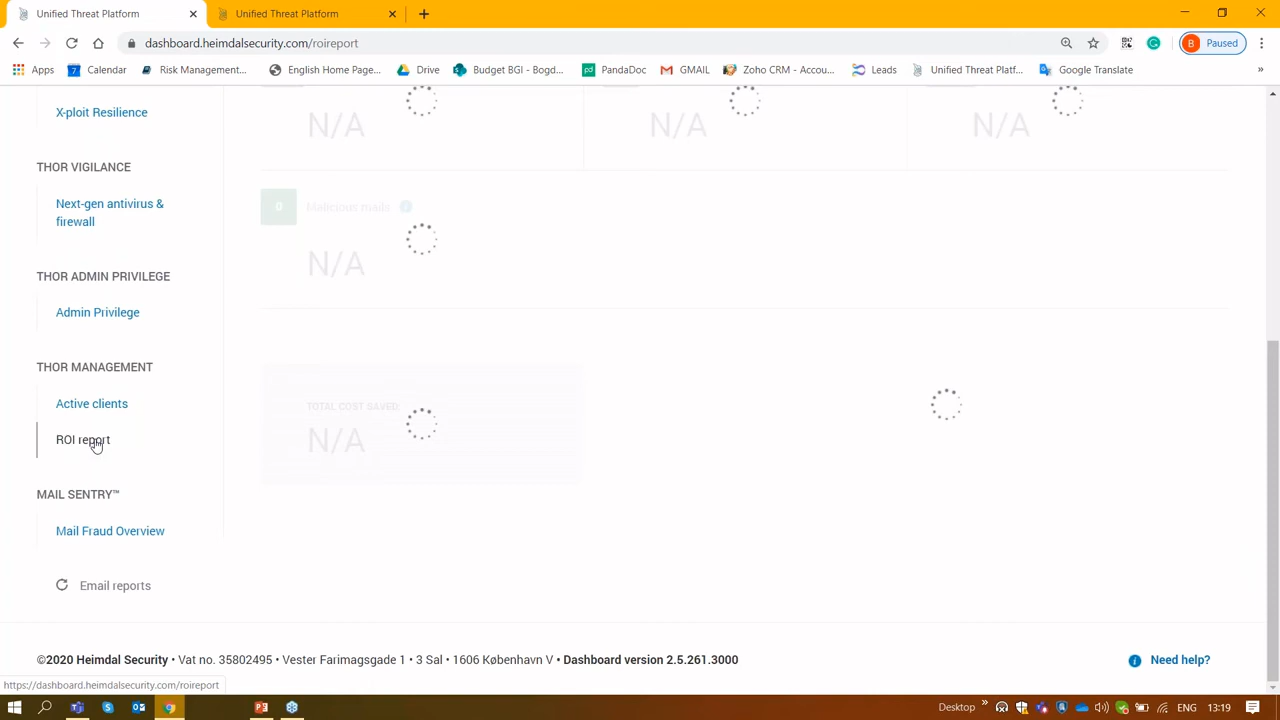 Unified Threat Platform
Unified Threat Platform
dashboard.heimdalsecurity.com/roireport
B Paused
Apps
7 Calendar
Risk Management...
English Home Page...
Drive
Budget BGI - Bogd...
pd PandaDoc
GMAIL
Zoho CRM - Accou...
Leads
Unified Threat Platf...
Google Translate
»
X-ploit Resilience
N/A
N/A
N/A
THOR VIGILANCE
Next-gen antivirus &
firewall
0 Malicious mails
N/A
THOR ADMIN PRIVILEGE
Admin Privilege
THOR MANAGEMENT
Active clients
TOTAL COST SAVED:
N/A
ROI report
MAIL SENTRY™
Mail Fraud Overview
Email reports
©2020 Heimdal Security • Vat no. 35802495 • Vester Farimagsgade 1 • 3 Sal • 1606 København V • Dashboard version 2.5.261.3000
Need help?
https://dashboard.heimdalsecurity.com/roireport
Desktop » ENG 13:19